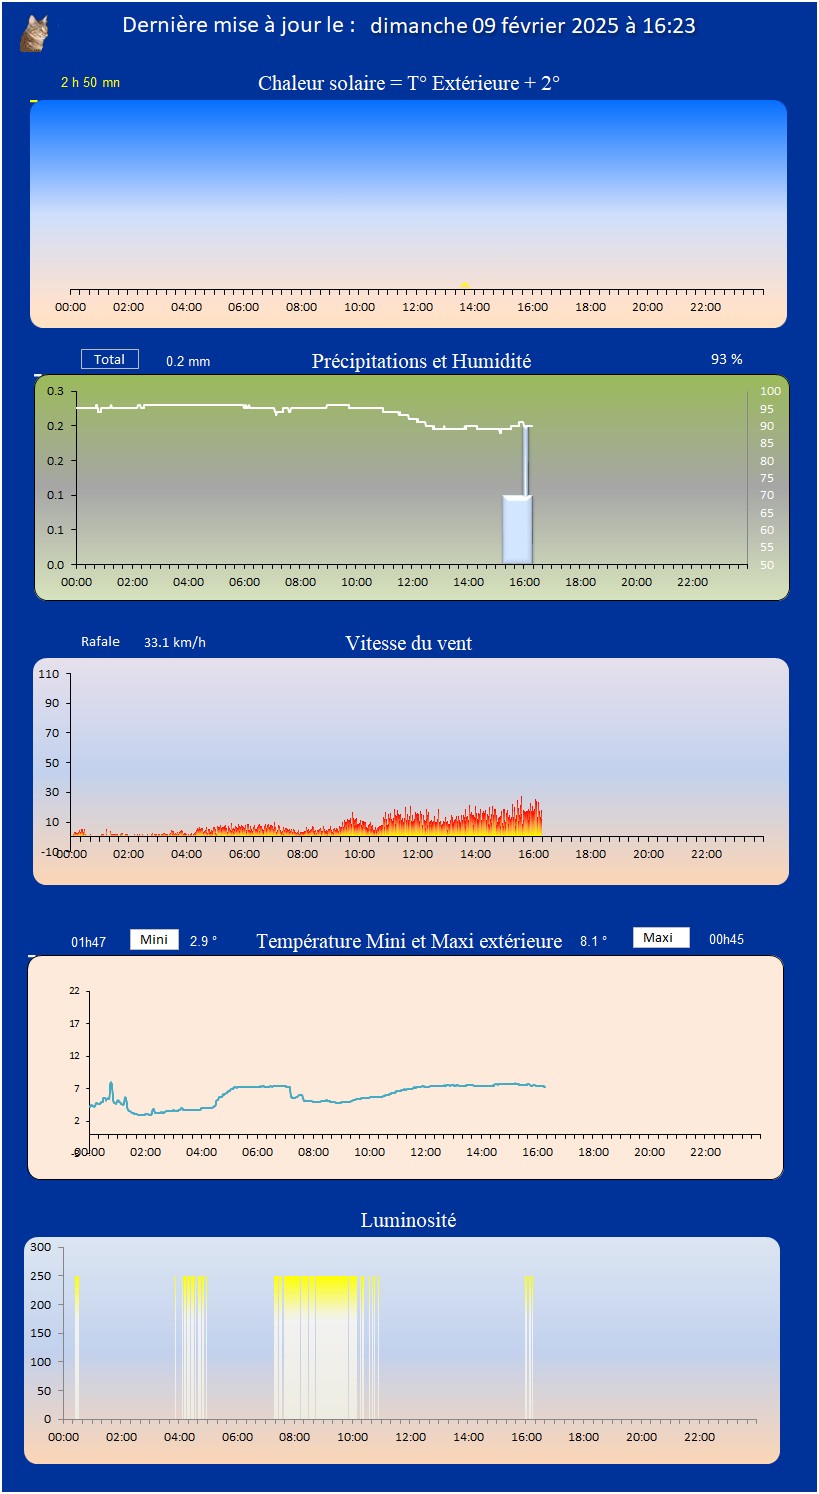 Dernière mise à jour le : dimanche 09 février 2025 à 16:23
2 h 50 mn
Chaleur solaire = T° Extérieure + 2°
00:00 02:00 04:00 06:00 08:00 10:00 12:00 14:00 16:00 18:00 20:00 22:00
Total 0.2 mm Précipitations et Humidité 93 %
0.3 100
95
0.2 90
85
0.2 80
75
0.1 70
65
0.1 60
55
0.0 50
00:00 02:00 04:00 06:00 08:00 10:00 12:00 14:00 16:00 18:00 20:00 22:00
Rafale 33.1 km/h Vitesse du vent
110
90
70
50
30
10
-10
00:00 02:00 04:00 06:00 08:00 10:00 12:00 14:00 16:00 18:00 20:00 22:00
01h47 Mini 2.9 ° Température Mini et Maxi extérieure 8.1 ° Maxi 00h45
22
17
12
7
2
-3
00:00 02:00 04:00 06:00 08:00 10:00 12:00 14:00 16:00 18:00 20:00 22:00
Luminosité
300
250
200
150
100
50
0
00:00 02:00 04:00 06:00 08:00 10:00 12:00 14:00 16:00 18:00 20:00 22:00